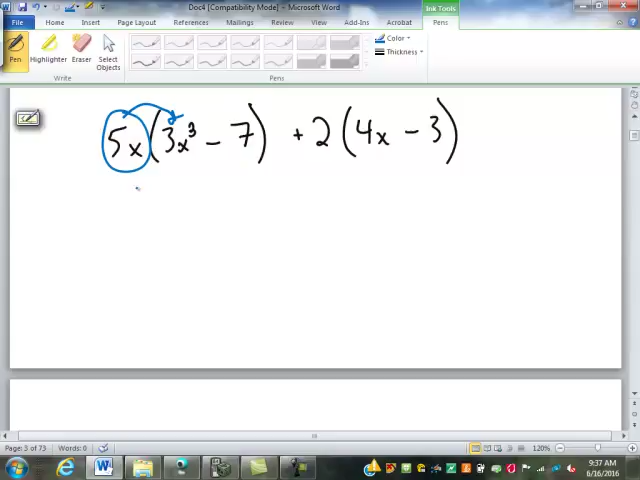 Doc4 [Compatibility Mode] - Microsoft Word
Ink Tools
File Home Insert Page Layout References Mailings Review View Acrobat Pens
Pen Highlighter Eraser Select Objects
Color
Thickness
Write Pens
5x(3x³ - 7) + 2(4x - 3)
Page: 3 of 73 Words: 0 120%
9:37 AM
6/16/2016